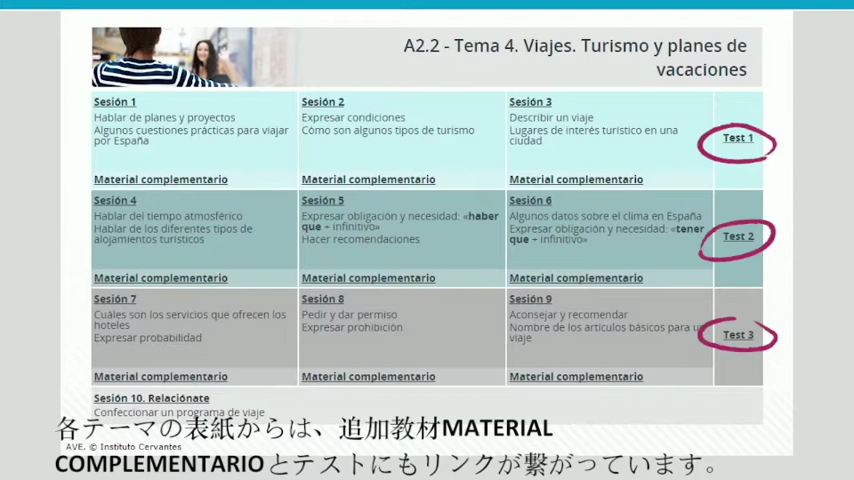 A2.2 - Tema 4. Viajes. Turismo y planes de
vacaciones
Sesión 1
Hablar de planes y proyectos
Algunos cuestiones prácticas para viajar
por España
Material complementario
Sesión 2
Expresar condiciones
Cómo son algunos tipos de turismo
Material complementario
Sesión 3
Describir un viaje
Lugares de interés turístico en una
ciudad
Material complementario
Test 1
Sesión 4
Hablar del tiempo atmosférico
Hablar de los diferentes tipos de
alojamientos turísticos
Material complementario
Sesión 5
Expresar obligación y necesidad: «haber
que + infinitivo»
Hacer recomendaciones
Material complementario
Sesión 6
Algunos datos sobre el clima en España
Expresar obligación y necesidad: «tener
que + infinitivo»
Material complementario
Test 2
Sesión 7
Cuáles son los servicios que ofrecen los
hoteles
Expresar probabilidad
Material complementario
Sesión 8
Pedir y dar permiso
Expresar prohibición
Material complementario
Sesión 9
Aconsejar y recomendar
Nombre de los artículos básicos para
viaje
Material complementario
Test 3
Sesión 10. Relaciónate
Confeccionar un programa de viaje
各テーマの表紙からは、追加教材MATERIAL
AVE. © Instituto Cervantes
COMPLEMENTARIOとテストにもリンクが繋がっています。